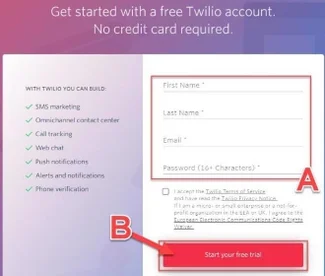 Get started with a free Twilio account.
No credit card required.
WITH TWILIO YOU CAN BUILD:
SMS marketing
Omnichannel contact center
Call tracking
Web chat
Push notifications
Alerts and notifications
Phone verification
First Name *
Last Name *
Email *
Password (16+ Characters) *
A
I accept the Twilio Terms of Service
and have read the Twilio Privacy Notice.
If I am a micro- or small enterprise or a not-for-
profit organization in the EEA or UK, I agree to the
European Electronic Communications Code Rights
Waiver.
B
Start your free trial